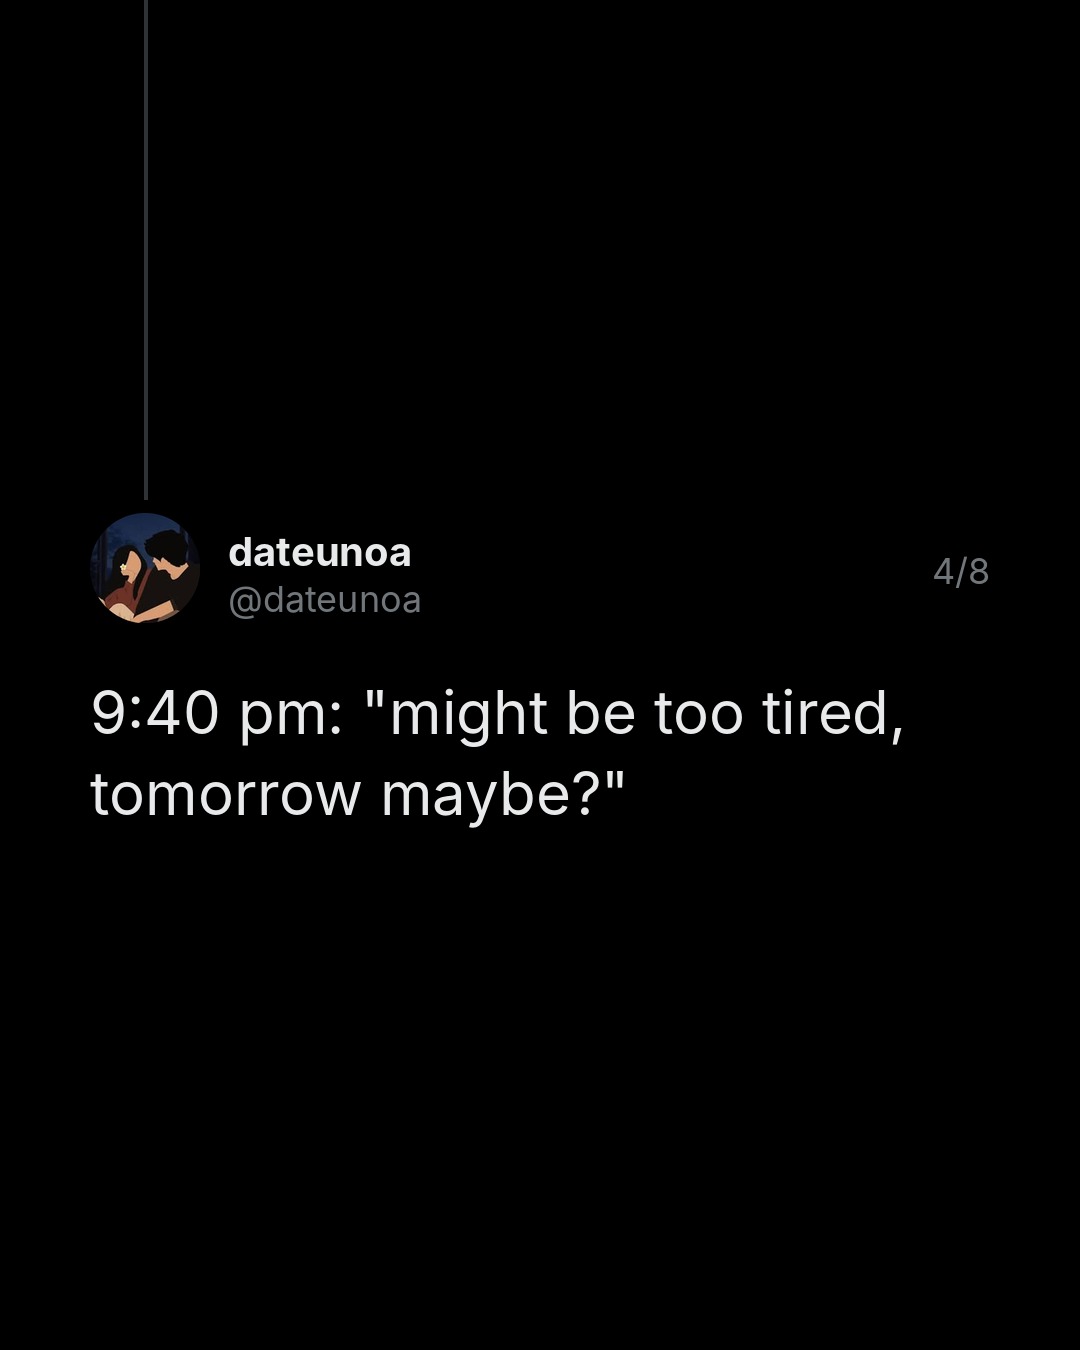 dateunoa
@dateunoa
4/8
9:40 pm: "might be too tired,
tomorrow maybe?"